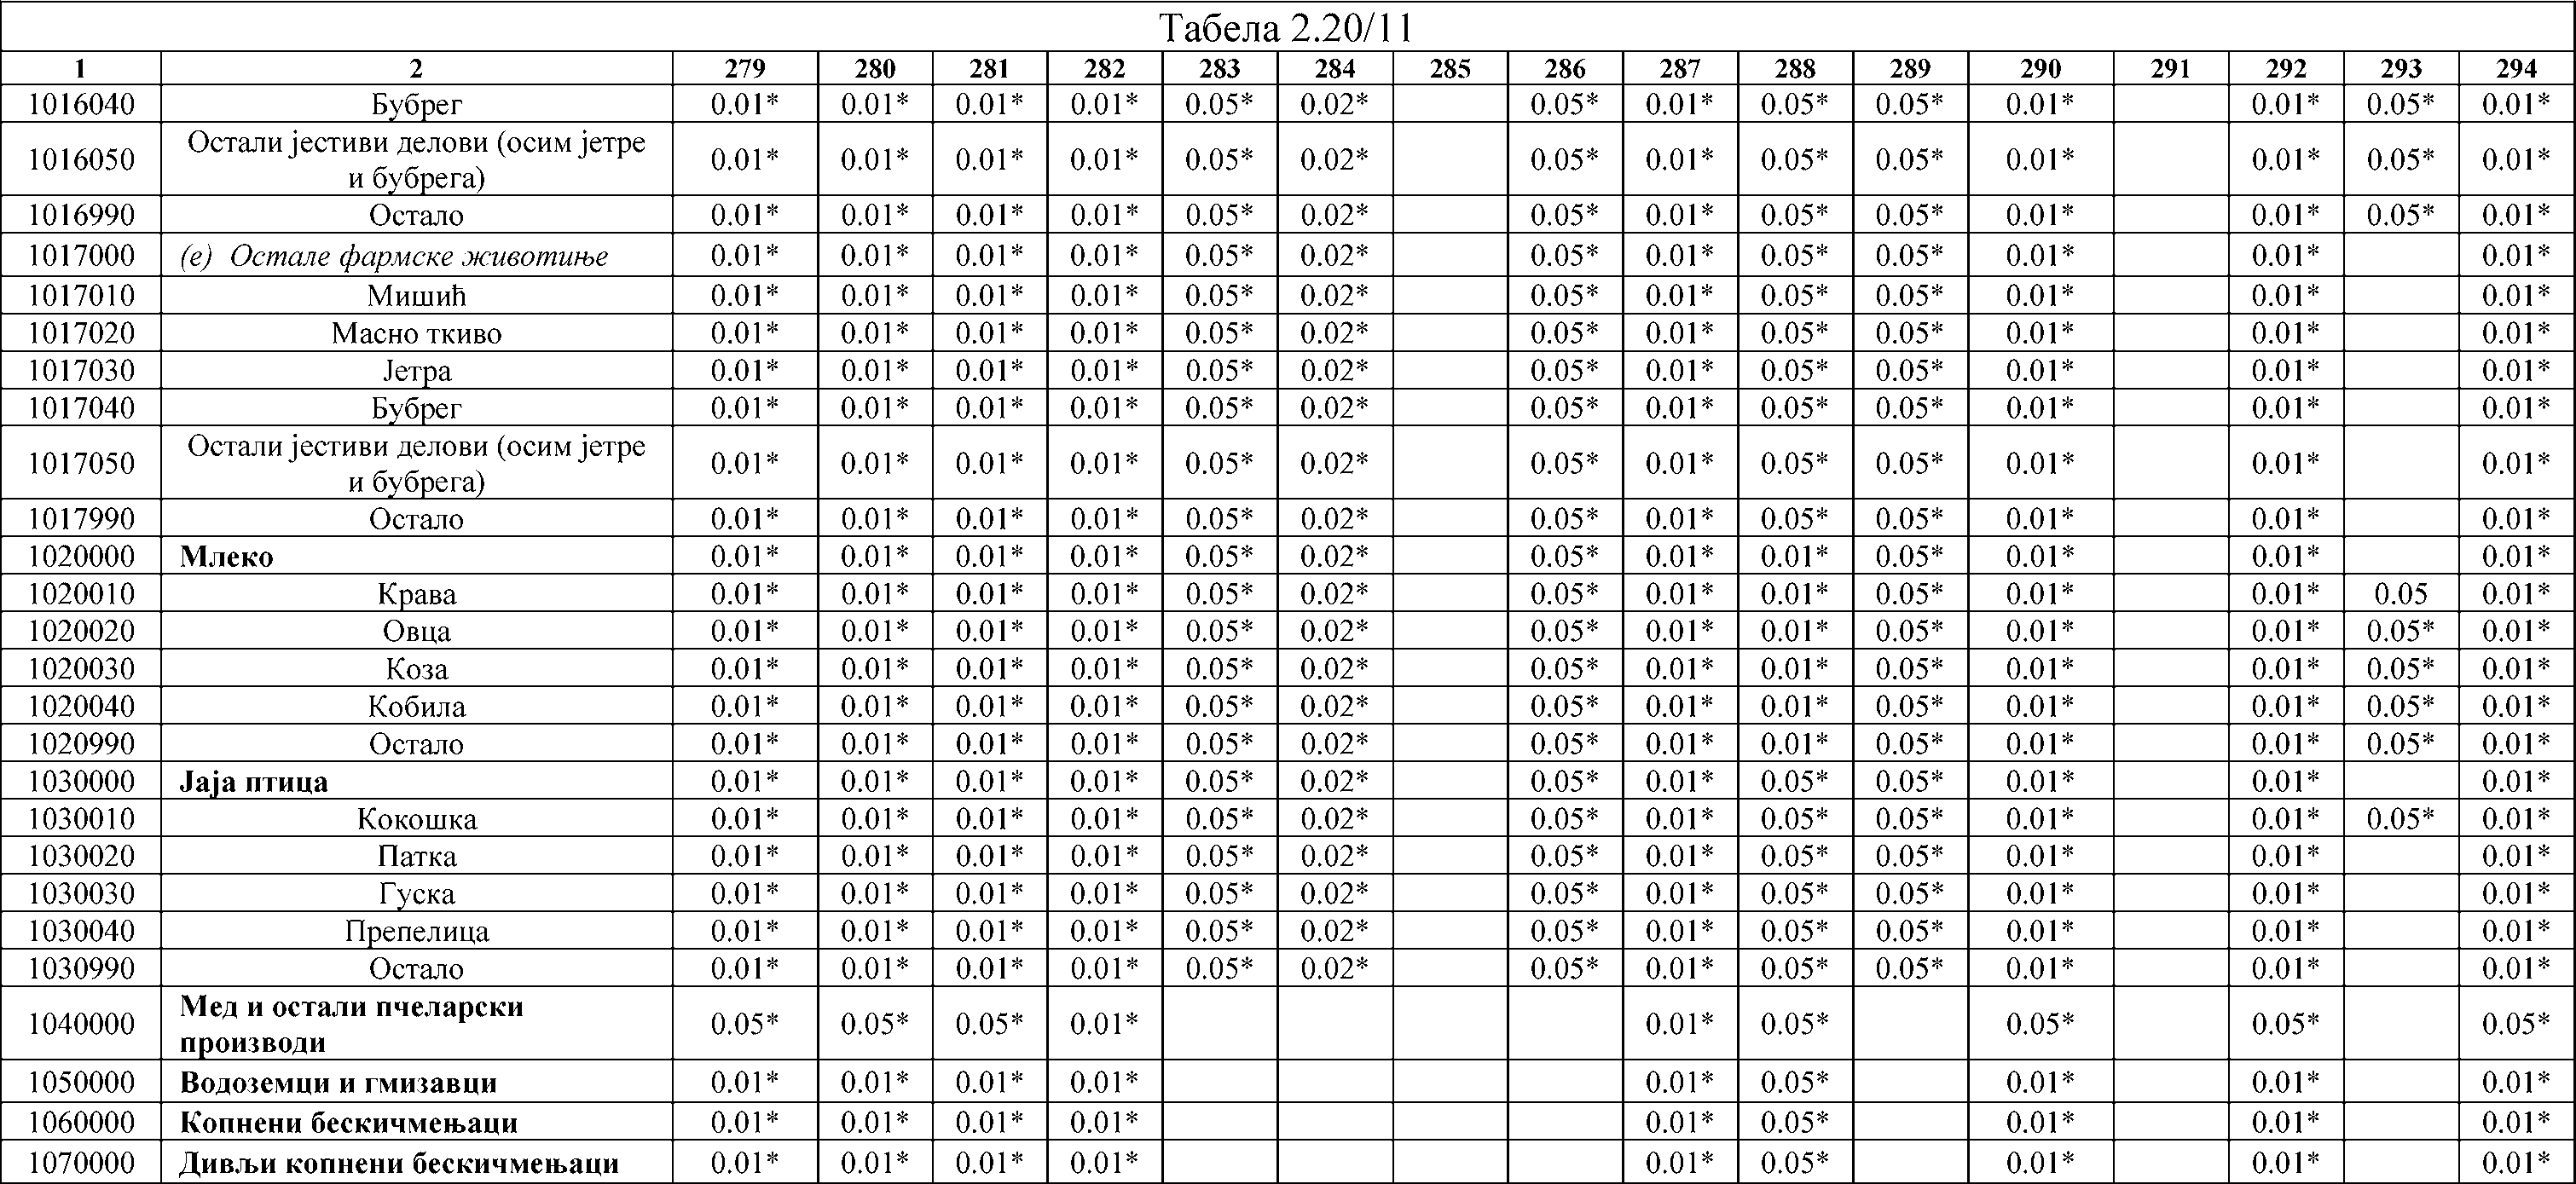 Табела 2.20/11
1 2 279 280 281 282 283 284 285 286 287 288 289 290 291 292 293 294
1016040 Бубрег 0.01* 0.01* 0.01* 0.01* 0.05* 0.02* 0.05* 0.01* 0.05* 0.05* 0.01* 0.01* 0.05* 0.01*
1016050 Остали јестиви делови (осим јетре
и бубрега) 0.01* 0.01* 0.01* 0.01* 0.05* 0.02* 0.05* 0.01* 0.05* 0.05* 0.01* 0.01* 0.05* 0.01*
1016990 Остало 0.01* 0.01* 0.01* 0.01* 0.05* 0.02* 0.05* 0.01* 0.05* 0.05* 0.01* 0.01* 0.05* 0.01*
1017000 (е) Остале фармске животиње 0.01* 0.01* 0.01* 0.01* 0.05* 0.02* 0.05* 0.01* 0.05* 0.05* 0.01* 0.01* 0.01*
1017010 Мишић 0.01* 0.01* 0.01* 0.01* 0.05* 0.02* 0.05* 0.01* 0.05* 0.05* 0.01* 0.01* 0.01*
1017020 Масно ткиво 0.01* 0.01* 0.01* 0.01* 0.05* 0.02* 0.05* 0.01* 0.05* 0.05* 0.01* 0.01* 0.01*
1017030 Јетра 0.01* 0.01* 0.01* 0.01* 0.05* 0.02* 0.05* 0.01* 0.05* 0.05* 0.01* 0.01* 0.01*
1017040 Бубрег 0.01* 0.01* 0.01* 0.01* 0.05* 0.02* 0.05* 0.01* 0.05* 0.05* 0.01* 0.01* 0.01*
1017050 Остали јестиви делови (осим јетре
и бубрега) 0.01* 0.01* 0.01* 0.01* 0.05* 0.02* 0.05* 0.01* 0.05* 0.05* 0.01* 0.01* 0.01*
1017990 Остало 0.01* 0.01* 0.01* 0.01* 0.05* 0.02* 0.05* 0.01* 0.05* 0.05* 0.01* 0.01* 0.01*
1020000 Млеко 0.01* 0.01* 0.01* 0.01* 0.05* 0.02* 0.05* 0.01* 0.01* 0.05* 0.01* 0.01* 0.01*
1020010 Крава 0.01* 0.01* 0.01* 0.01* 0.05* 0.02* 0.05* 0.01* 0.01* 0.05* 0.01* 0.01* 0.05 0.01*
1020020 Овца 0.01* 0.01* 0.01* 0.01* 0.05* 0.02* 0.05* 0.01* 0.01* 0.05* 0.01* 0.01* 0.05* 0.01*
1020030 Коза 0.01* 0.01* 0.01* 0.01* 0.05* 0.02* 0.05* 0.01* 0.01* 0.05* 0.01* 0.01* 0.05* 0.01*
1020040 Кобила 0.01* 0.01* 0.01* 0.01* 0.05* 0.02* 0.05* 0.01* 0.01* 0.05* 0.01* 0.01* 0.05* 0.01*
1020990 Остало 0.01* 0.01* 0.01* 0.01* 0.05* 0.02* 0.05* 0.01* 0.01* 0.05* 0.01* 0.01* 0.05* 0.01*
1030000 Јаја птица 0.01* 0.01* 0.01* 0.01* 0.05* 0.02* 0.05* 0.01* 0.05* 0.05* 0.01* 0.01* 0.01*
1030010 Кокошка 0.01* 0.01* 0.01* 0.01* 0.05* 0.02* 0.05* 0.01* 0.05* 0.05* 0.01* 0.01* 0.05* 0.01*
1030020 Патка 0.01* 0.01* 0.01* 0.01* 0.05* 0.02* 0.05* 0.01* 0.05* 0.05* 0.01* 0.01* 0.01*
1030030 Гуска 0.01* 0.01* 0.01* 0.01* 0.05* 0.02* 0.05* 0.01* 0.05* 0.05* 0.01* 0.01* 0.01*
1030040 Препелица 0.01* 0.01* 0.01* 0.01* 0.05* 0.02* 0.05* 0.01* 0.05* 0.05* 0.01* 0.01* 0.01*
1030990 Остало 0.01* 0.01* 0.01* 0.01* 0.05* 0.02* 0.05* 0.01* 0.05* 0.05* 0.01* 0.01* 0.01*
1040000 Мед и остали пчеларски
производи 0.05* 0.05* 0.05* 0.01* 0.01* 0.05* 0.05* 0.05* 0.05*
1050000 Водоземци и гмизавци 0.01* 0.01* 0.01* 0.01* 0.01* 0.05* 0.01* 0.01* 0.01*
1060000 Копнени бескичмењаци 0.01* 0.01* 0.01* 0.01* 0.01* 0.05* 0.01* 0.01* 0.01*
1070000 Дивљи копнени бескичмењаци 0.01* 0.01* 0.01* 0.01* 0.01* 0.05* 0.01* 0.01* 0.01*